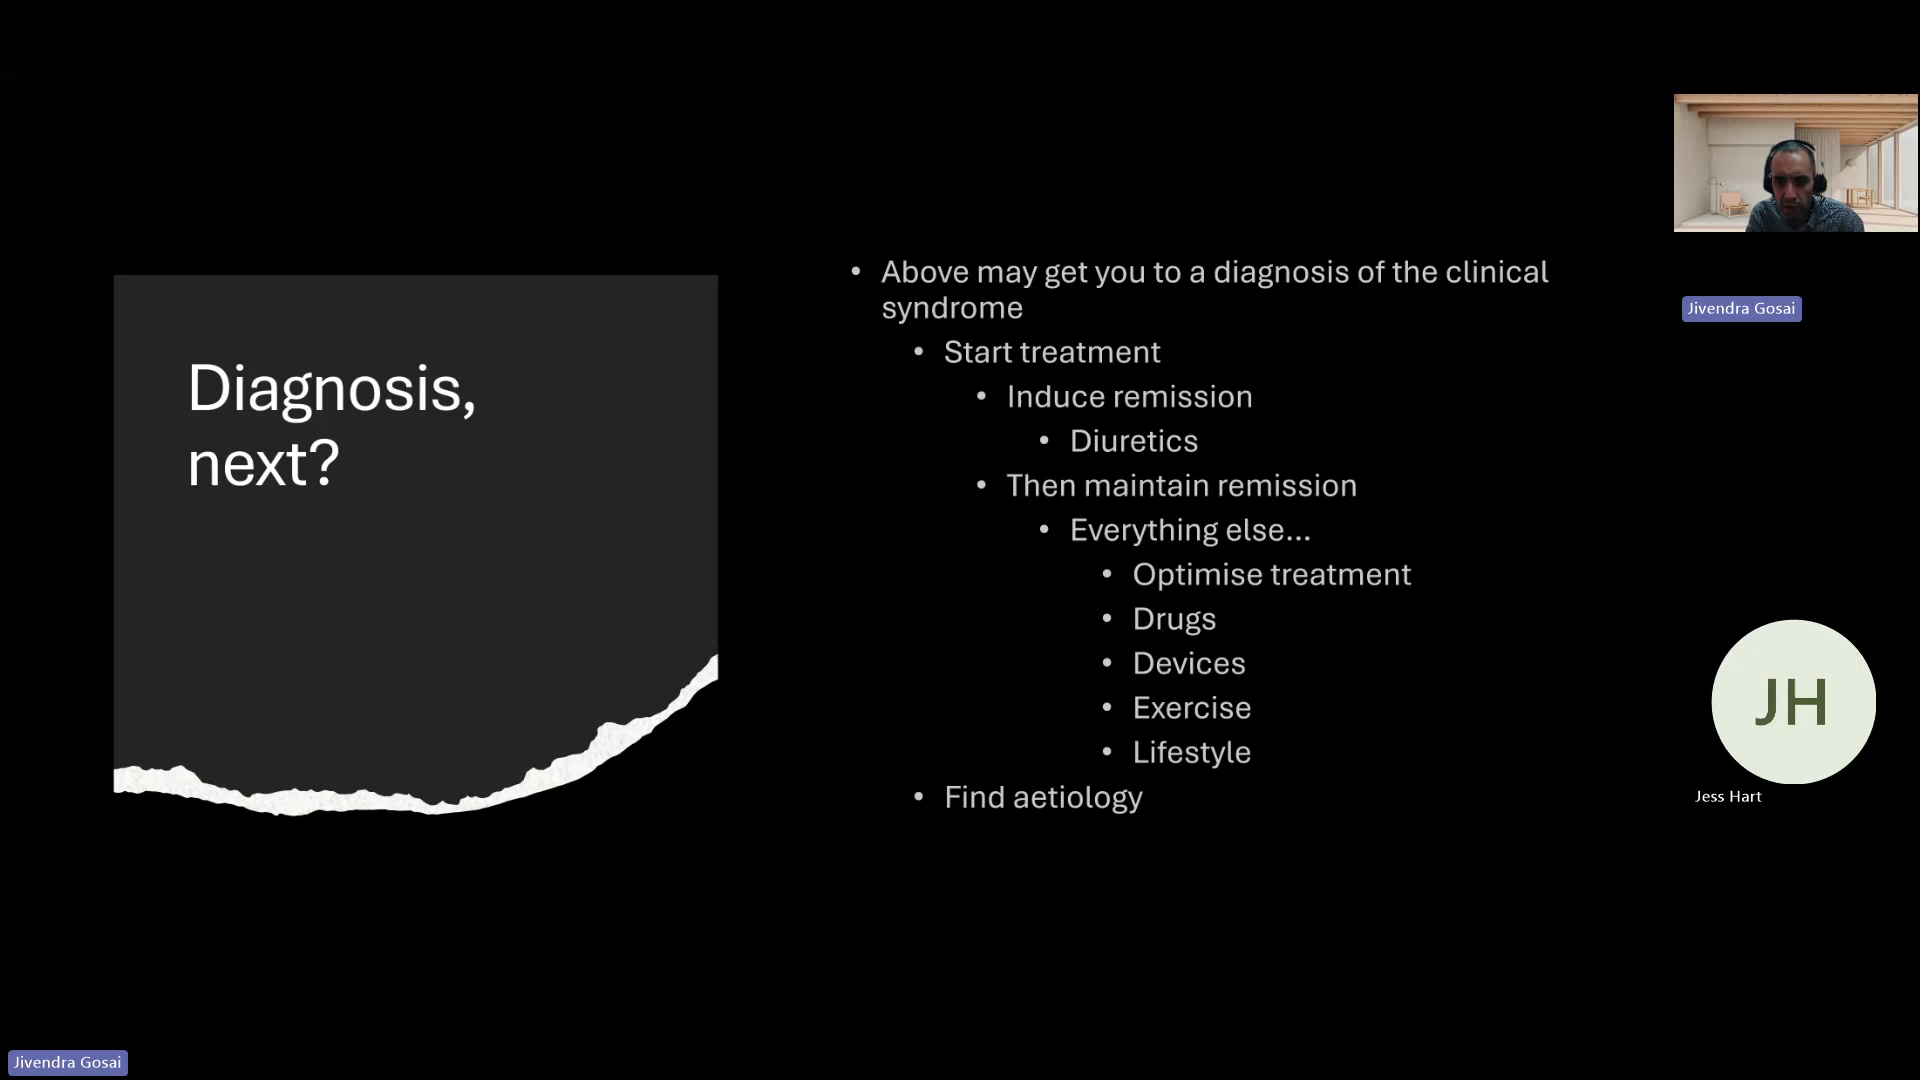 Diagnosis,
next?
• Above may get you to a diagnosis of the clinical
syndrome
• Start treatment
• Induce remission
• Diuretics
• Then maintain remission
• Everything else...
• Optimise treatment
• Drugs
• Devices
• Exercise
• Lifestyle
• Find aetiology
Jivendra Gosai
JH
Jess Hart
Jivendra Gosai